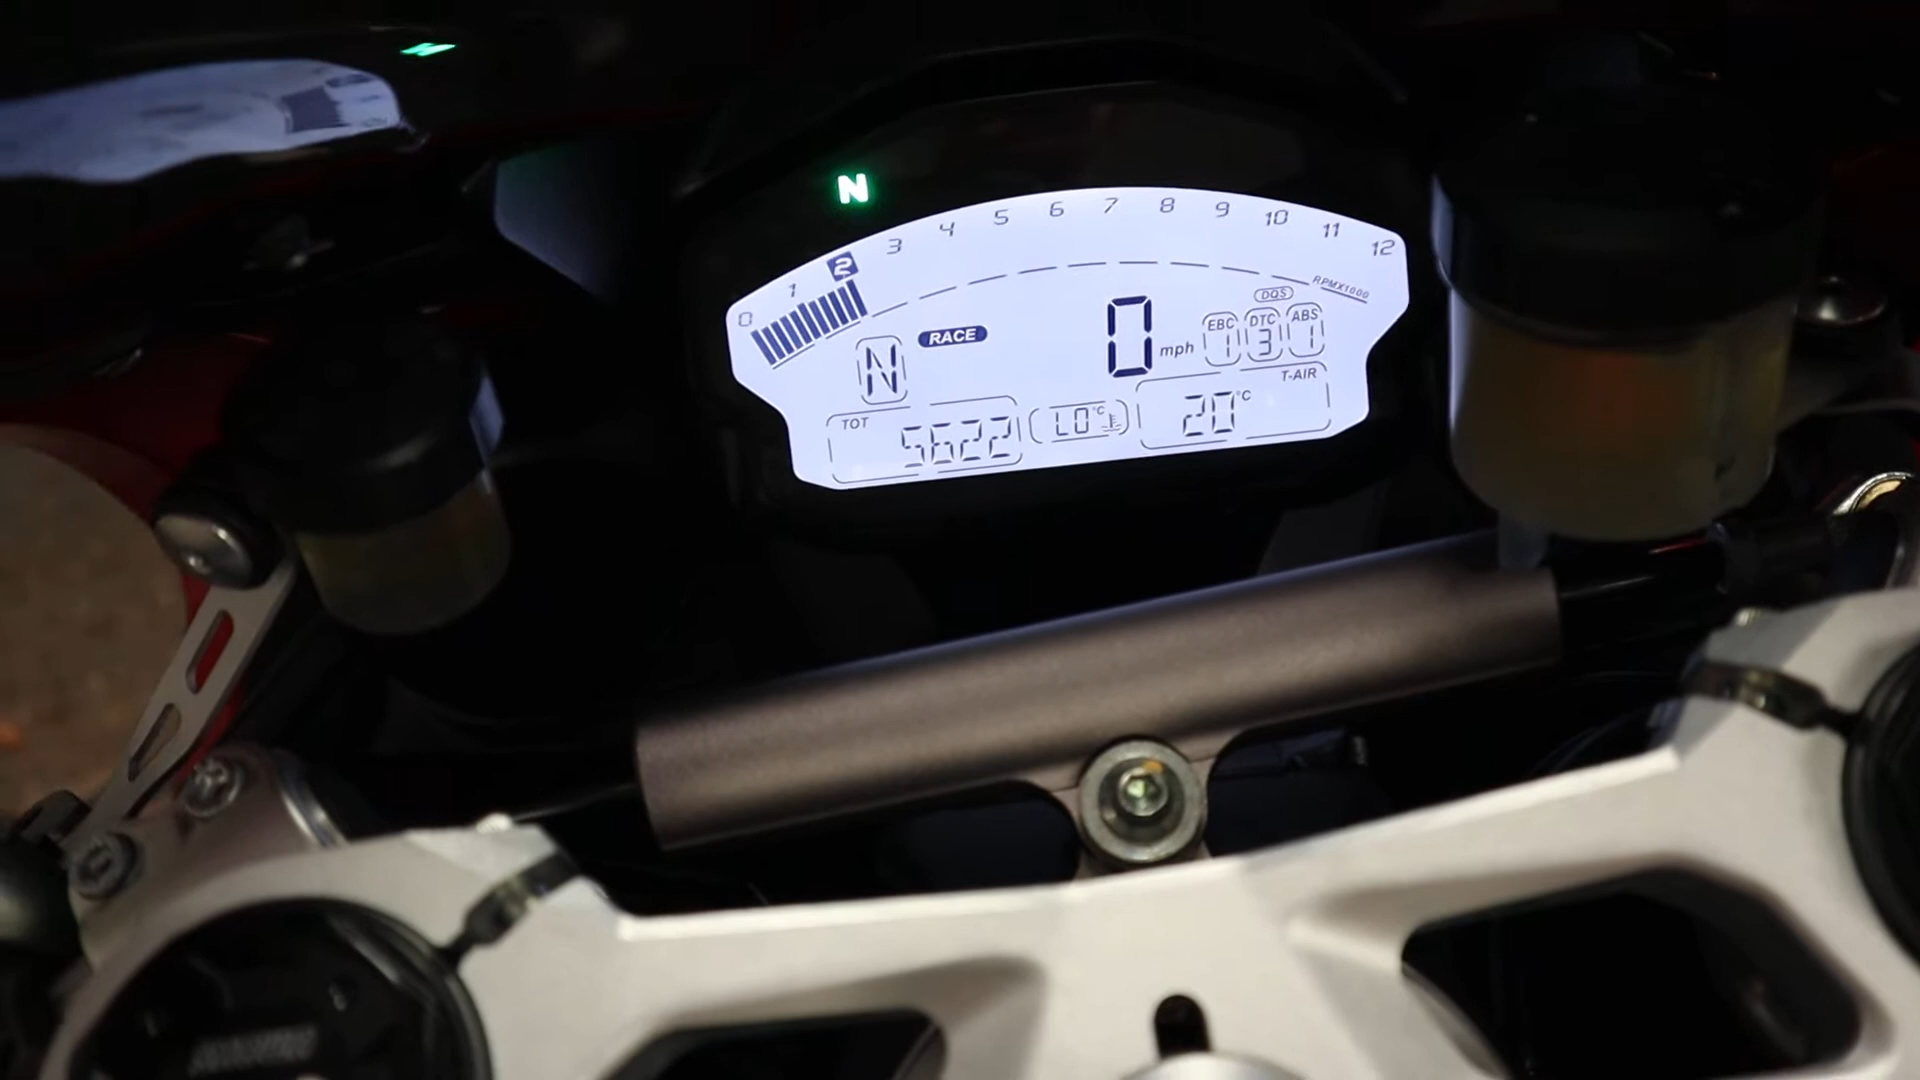 N
0 1 2 3 4 5 6 7 8 9 10 11 12
RPMX1000
DQS
N
RACE
0 mph
EBC DTC ABS
1 3 1
TOT
5622
LO °C
T-AIR
20 °C